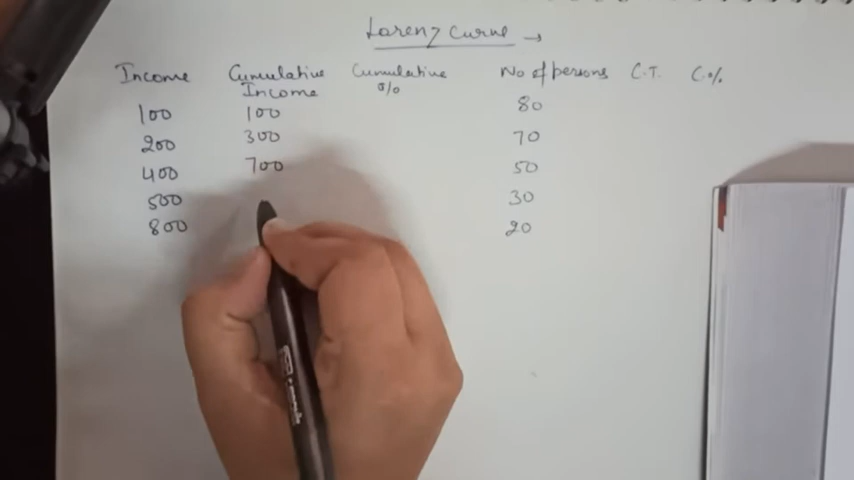 Lorenz Curve →
Income Cumulative Income Cumulative % No of persons C.T. C.%
100 100 80
200 300 70
400 700 50
500 30
800 20